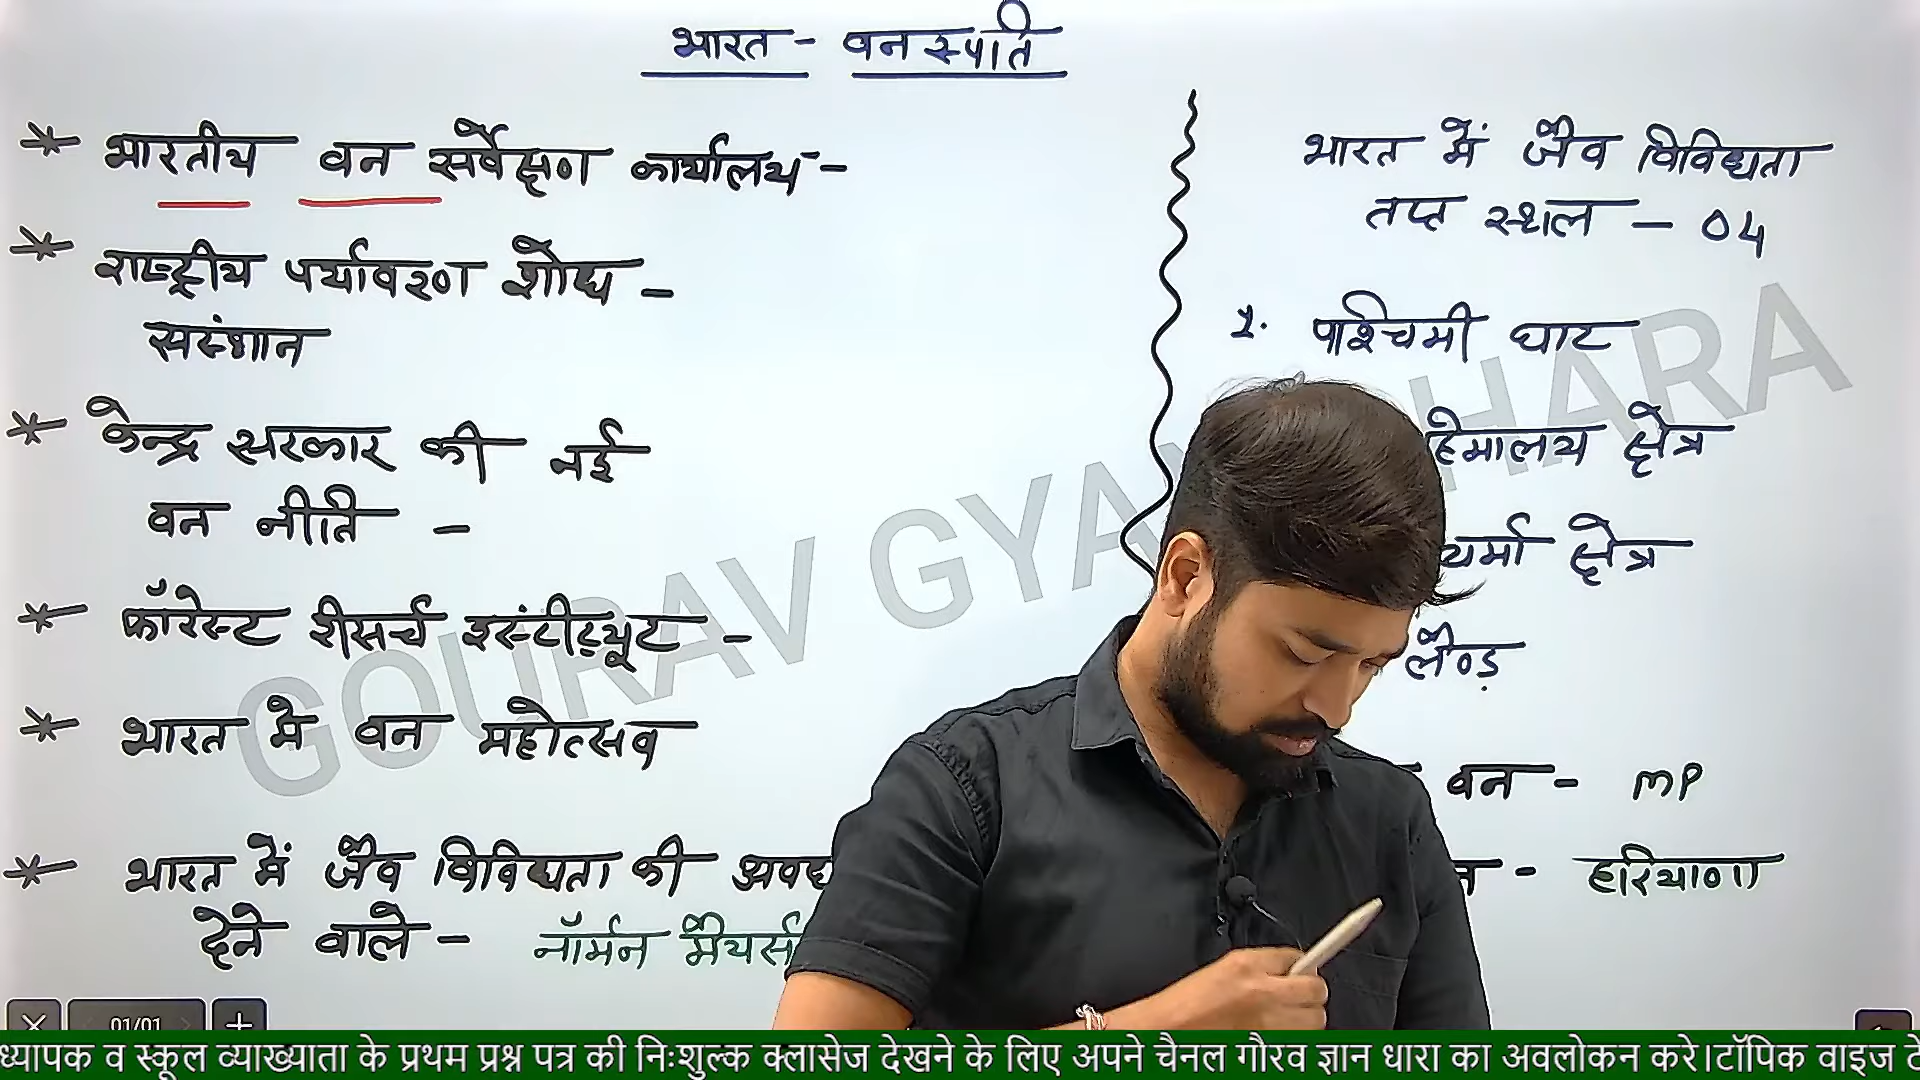 भारत - वनस्पति
* भारतीय वन सर्वेक्षण कार्यालय -
* राष्ट्रीय पर्यावरण शोध -
संस्थान
* केन्द्र सरकार की नई
वन नीति -
* फॉरेस्ट रीसर्च इंस्टीट्यूट -
* भारत मे वन महोत्सव
* भारत में जैव विविधता की
देने वाले - नॉर्मन मेयर्स
भारत में जैव विविधता
तप्त स्थल - 04
1. पश्चिमी घाट
हिमालय क्षेत्र
क्षेत्र
लैण्ड
वन - MP
- हरियाणा
GOURAV GYAN DHARA
01/01
ध्यापक व स्कूल व्याख्याता के प्रथम प्रश्न पत्र की निःशुल्क क्लासेज देखने के लिए अपने चैनल गौरव ज्ञान धारा का अवलोकन करे।टॉपिक वाइज